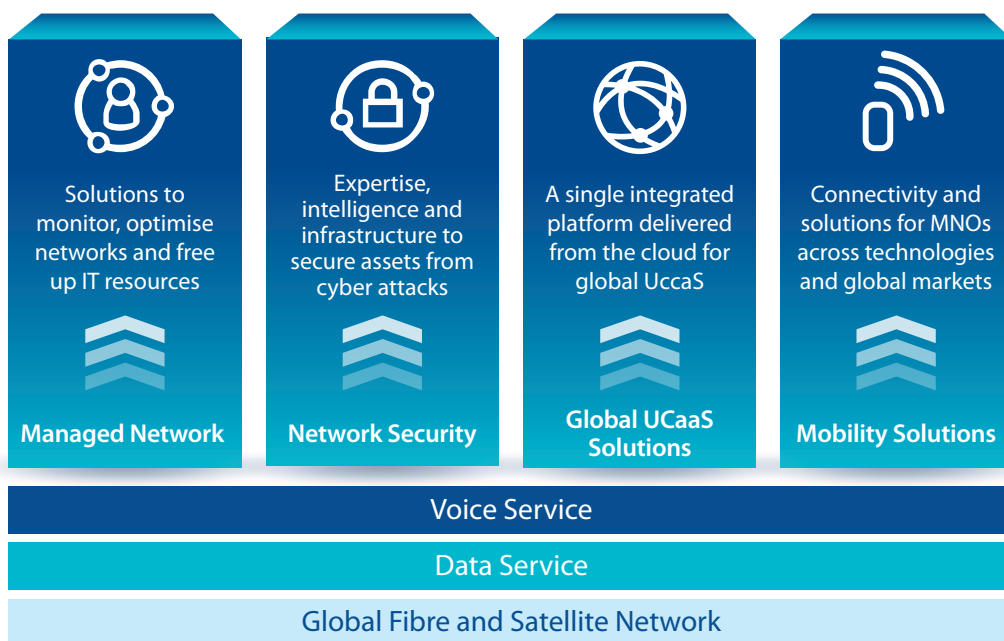 Solutions to
monitor, optimise
networks and free
up IT resources
Managed Network
Expertise,
intelligence and
infrastructure to
secure assets from
cyber attacks
Network Security
A single integrated
platform delivered
from the cloud for
global UccaS
Global UCaaS
Solutions
Connectivity and
solutions for MNOs
across technologies
and global markets
Mobility Solutions
Voice Service
Data Service
Global Fibre and Satellite Network